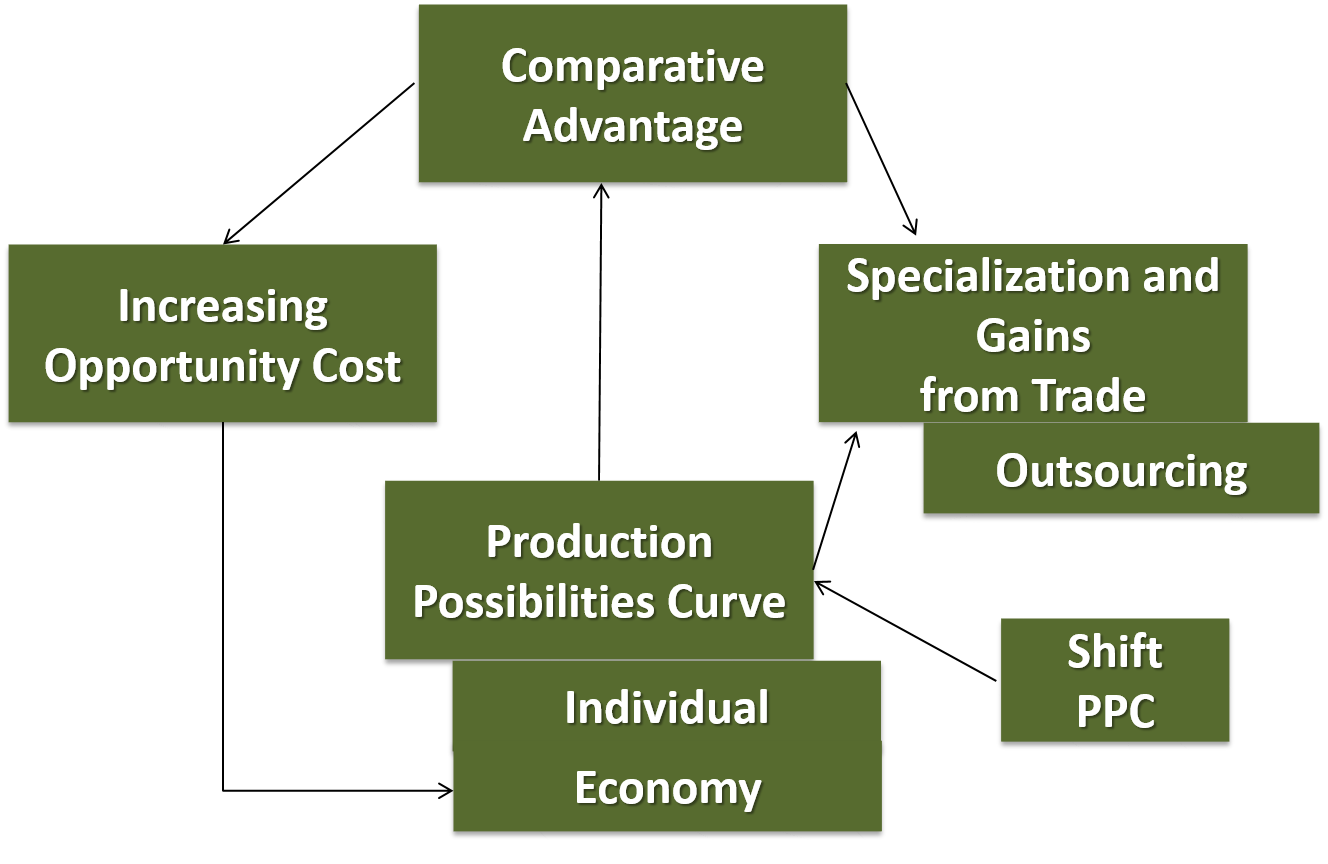 Comparative
Advantage
Increasing
Opportunity Cost
Specialization and
Gains
from Trade
Outsourcing
Production
Possibilities Curve
Individual
Economy
Shift
PPC